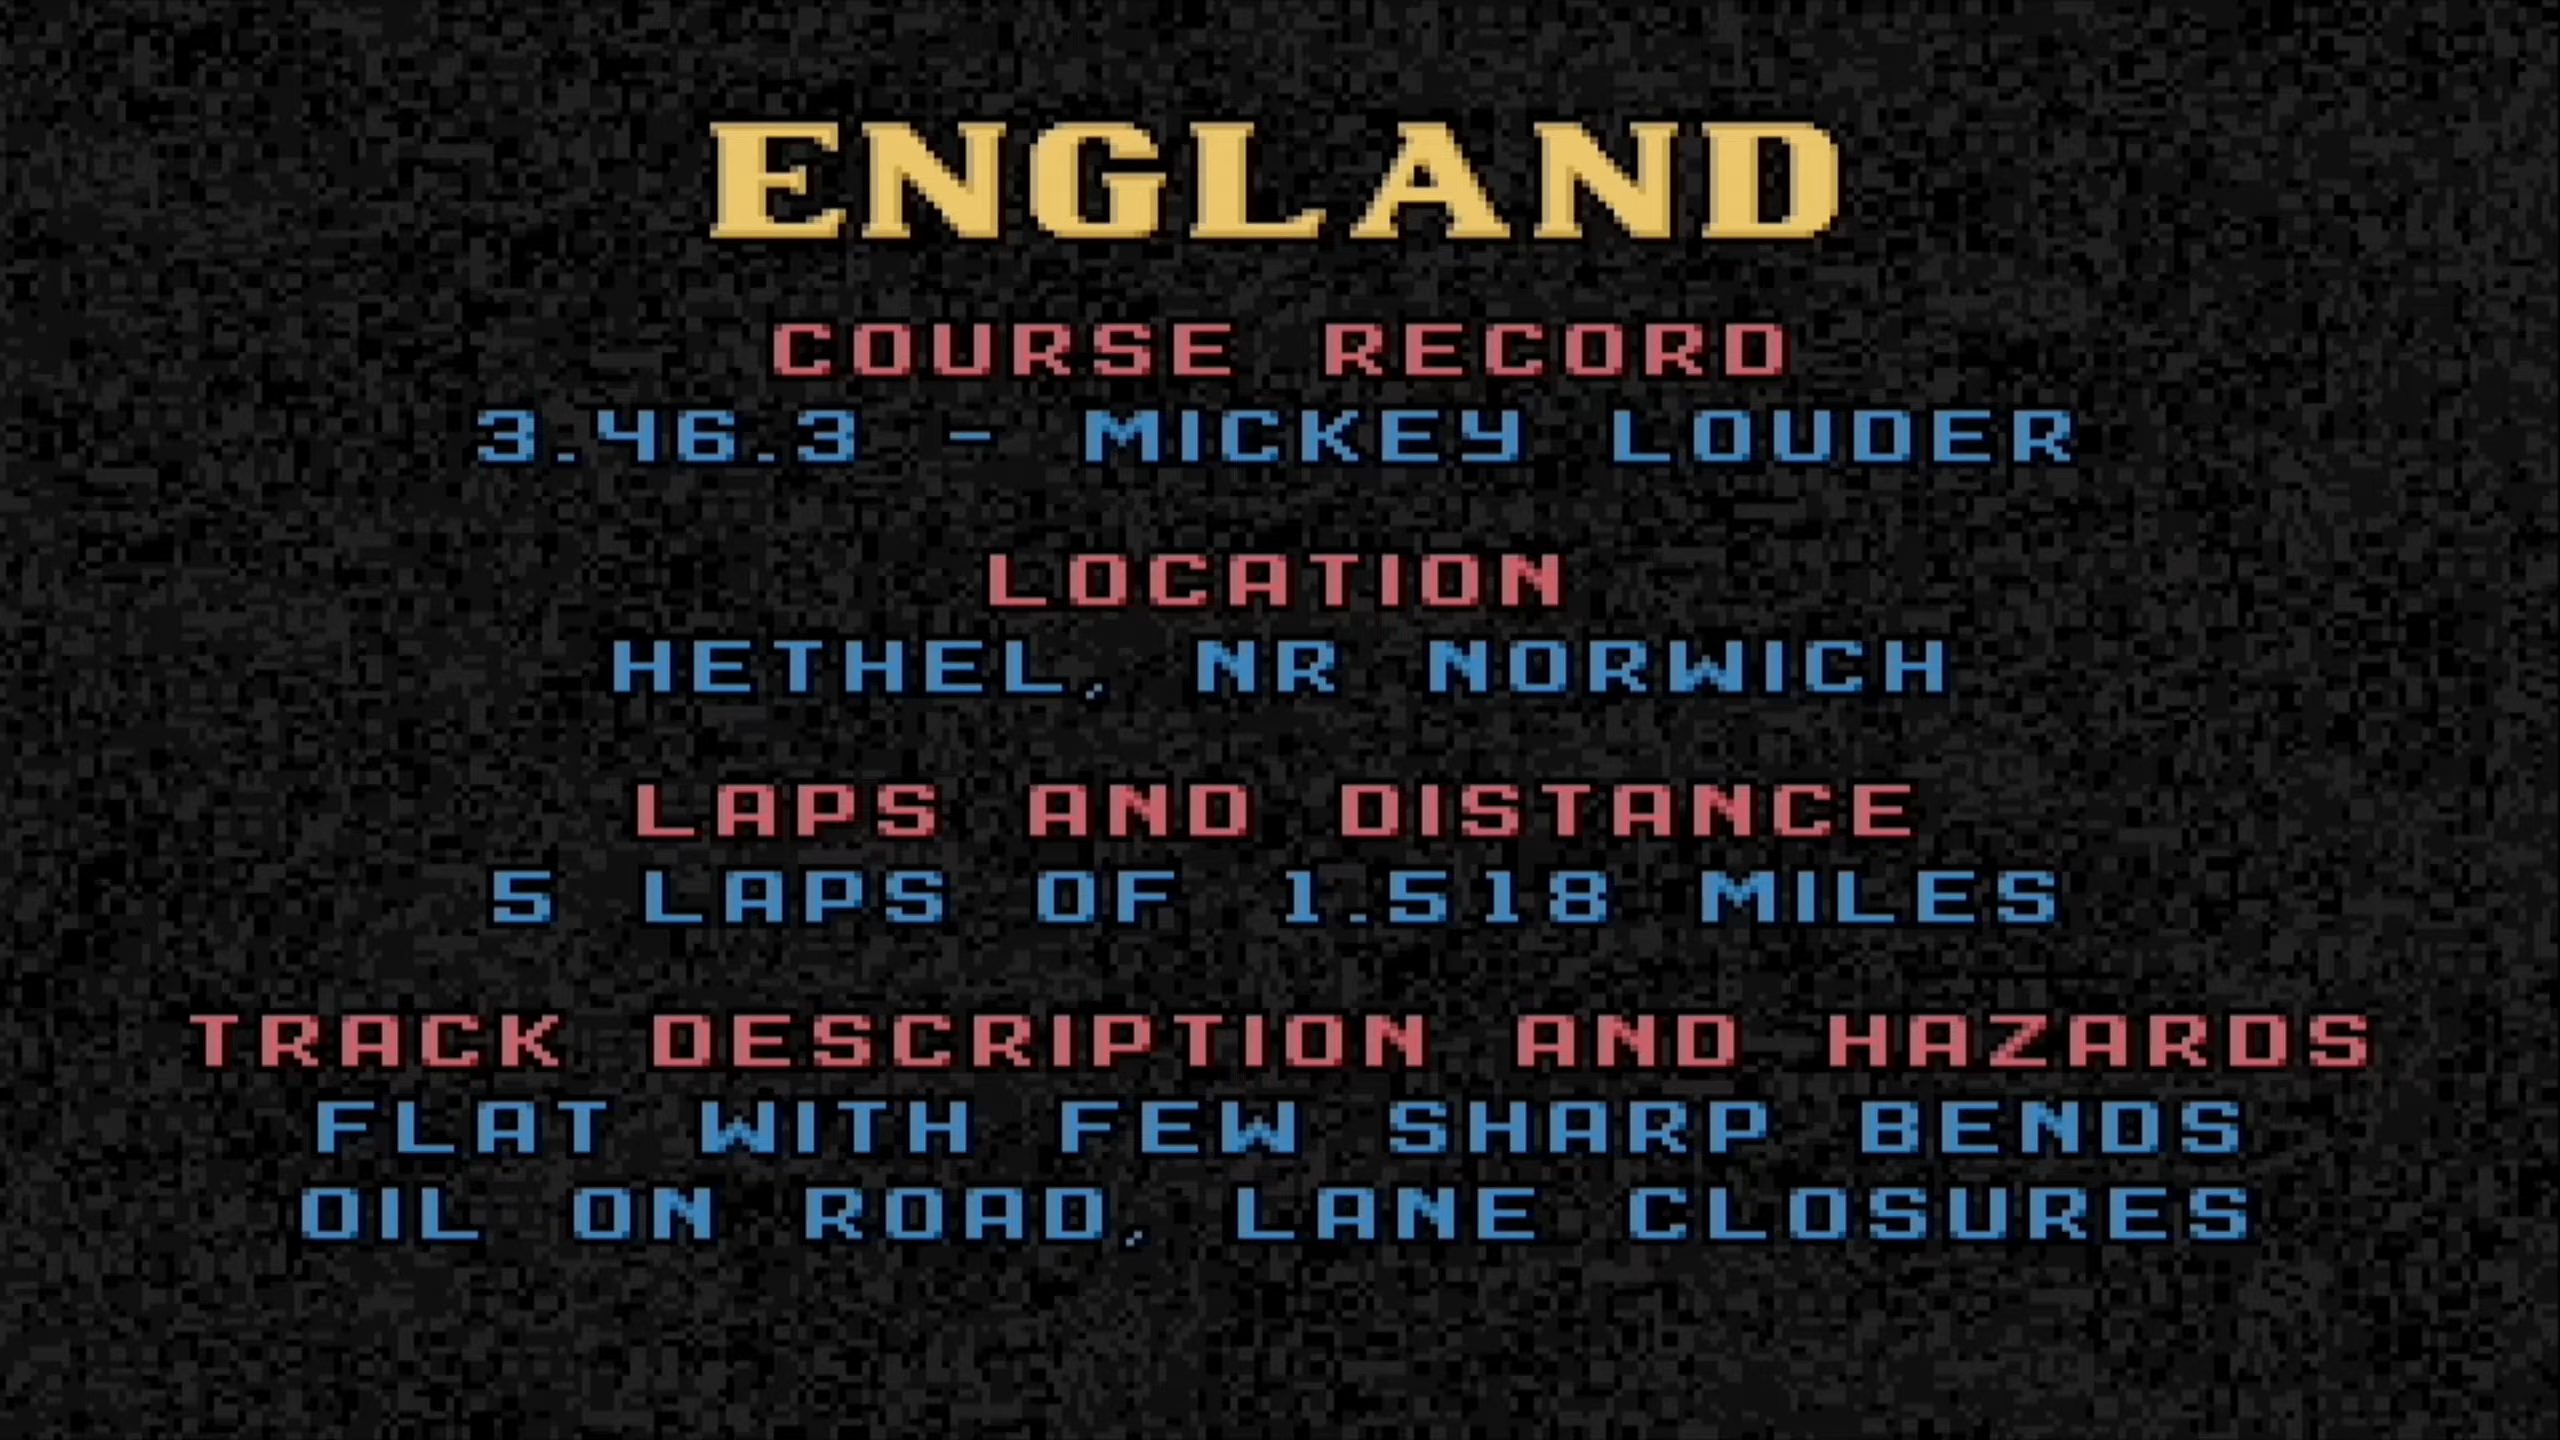 ENGLAND
COURSE RECORD
3.46.3 - MICKEY LOUDER
LOCATION
HETHEL, NR NORWICH
LAPS AND DISTANCE
5 LAPS OF 1.518 MILES
TRACK DESCRIPTION AND HAZARDS
FLAT WITH FEW SHARP BENDS
OIL ON ROAD, LANE CLOSURES